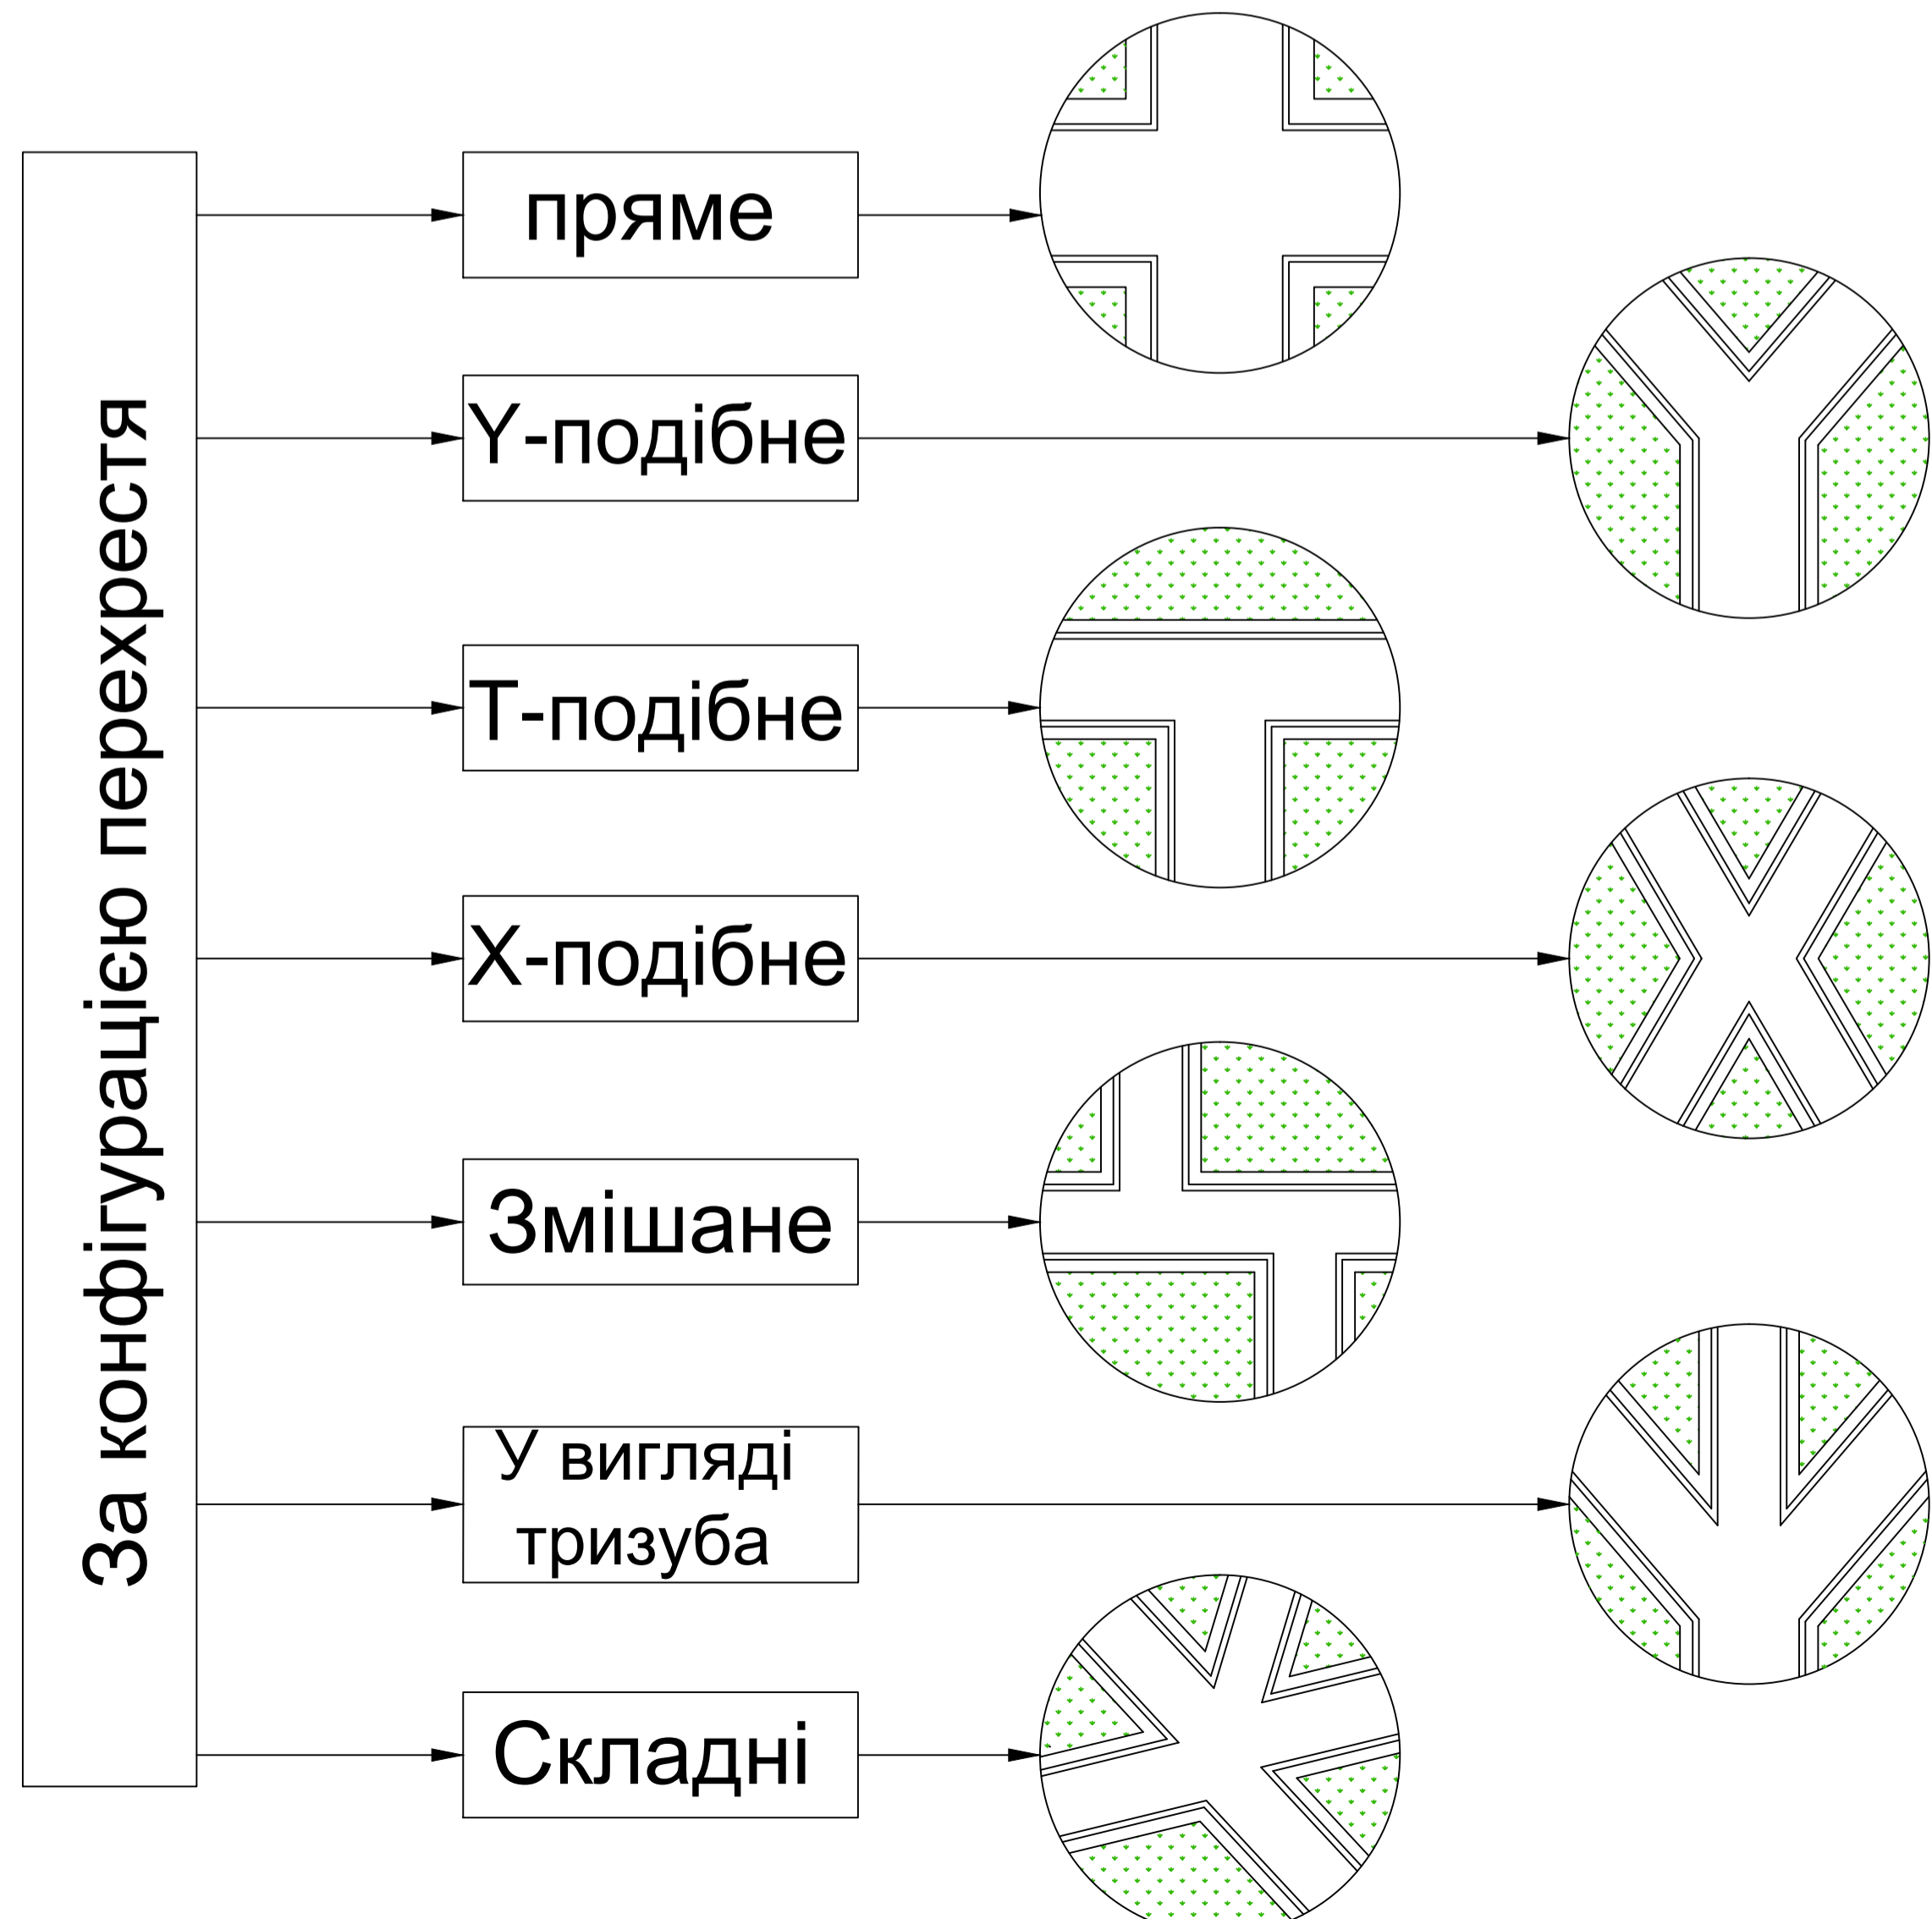 За конфігурацією перехрестя
пряме
Y-подібне
Т-подібне
Х-подібне
Змішане
У вигляді
тризуба
Складні